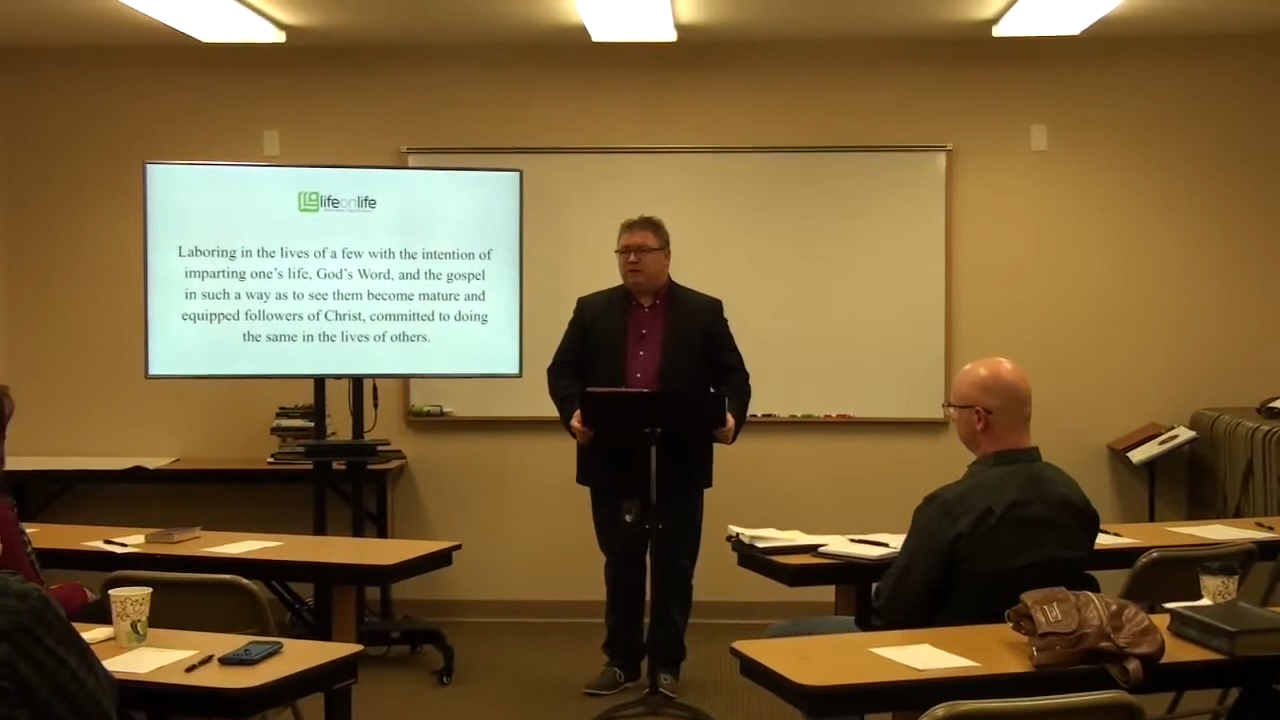 lifeonlife
Laboring in the lives of a few with the intention of
imparting one's life, God's Word, and the gospel
in such a way as to see them become mature and
equipped followers of Christ, committed to doing
the same in the lives of others.